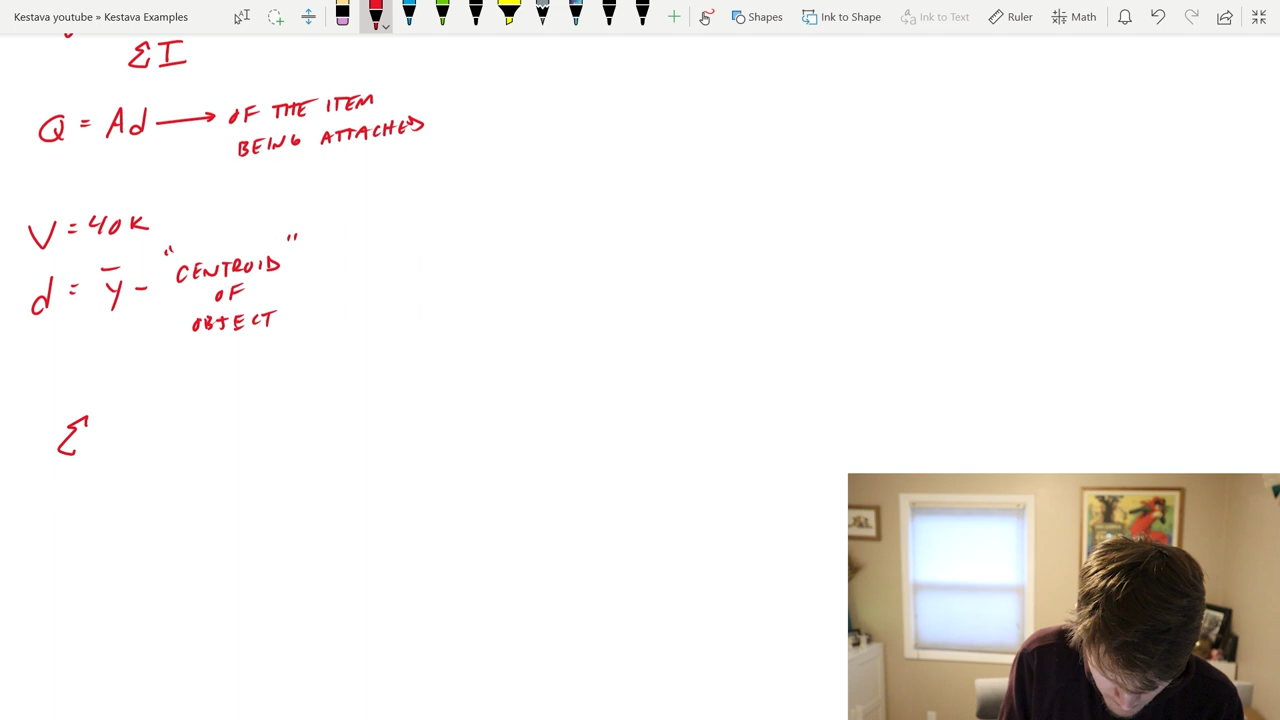 Kestava youtube » Kestava Examples
Shapes
Ink to Shape
Ink to Text
Ruler
Math
ΣI
Q = Ad → OF THE ITEM
BEING ATTACHED
V = 40K
d = ȳ - "CENTROID
OF
OBJECT"
Σ